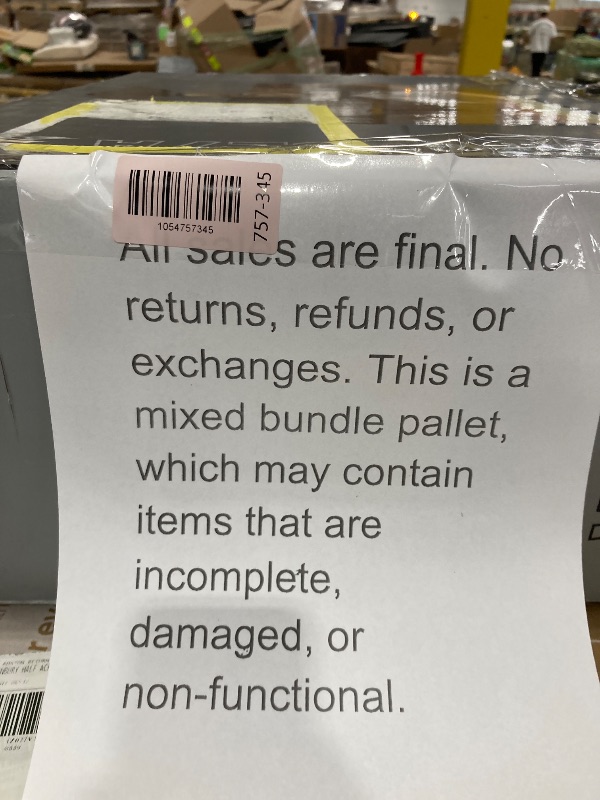 1054757345
757-345
All sales are final. No
returns, refunds, or
exchanges. This is a
mixed bundle pallet,
which may contain
items that are
incomplete,
damaged, or
non-functional.